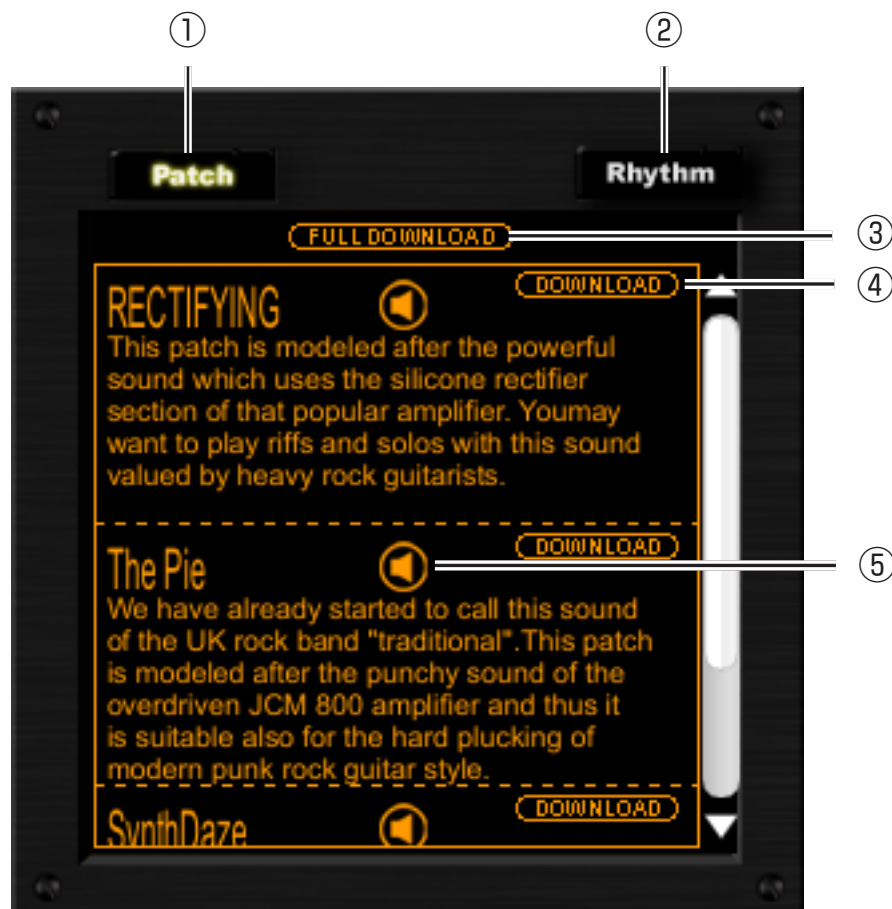 ① ②
Patch Rhythm
FULL DOWNLOAD ③
DOWNLOAD ④
RECTIFYING
This patch is modeled after the powerful
sound which uses the silicone rectifier
section of that popular amplifier. Youmay
want to play riffs and solos with this sound
valued by heavy rock guitarists.
DOWNLOAD
The Pie ⑤
We have already started to call this sound
of the UK rock band "traditional".This patch
is modeled after the punchy sound of the
overdriven JCM 800 amplifier and thus it
is suitable also for the hard plucking of
modern punk rock guitar style.
DOWNLOAD
SynthDaze